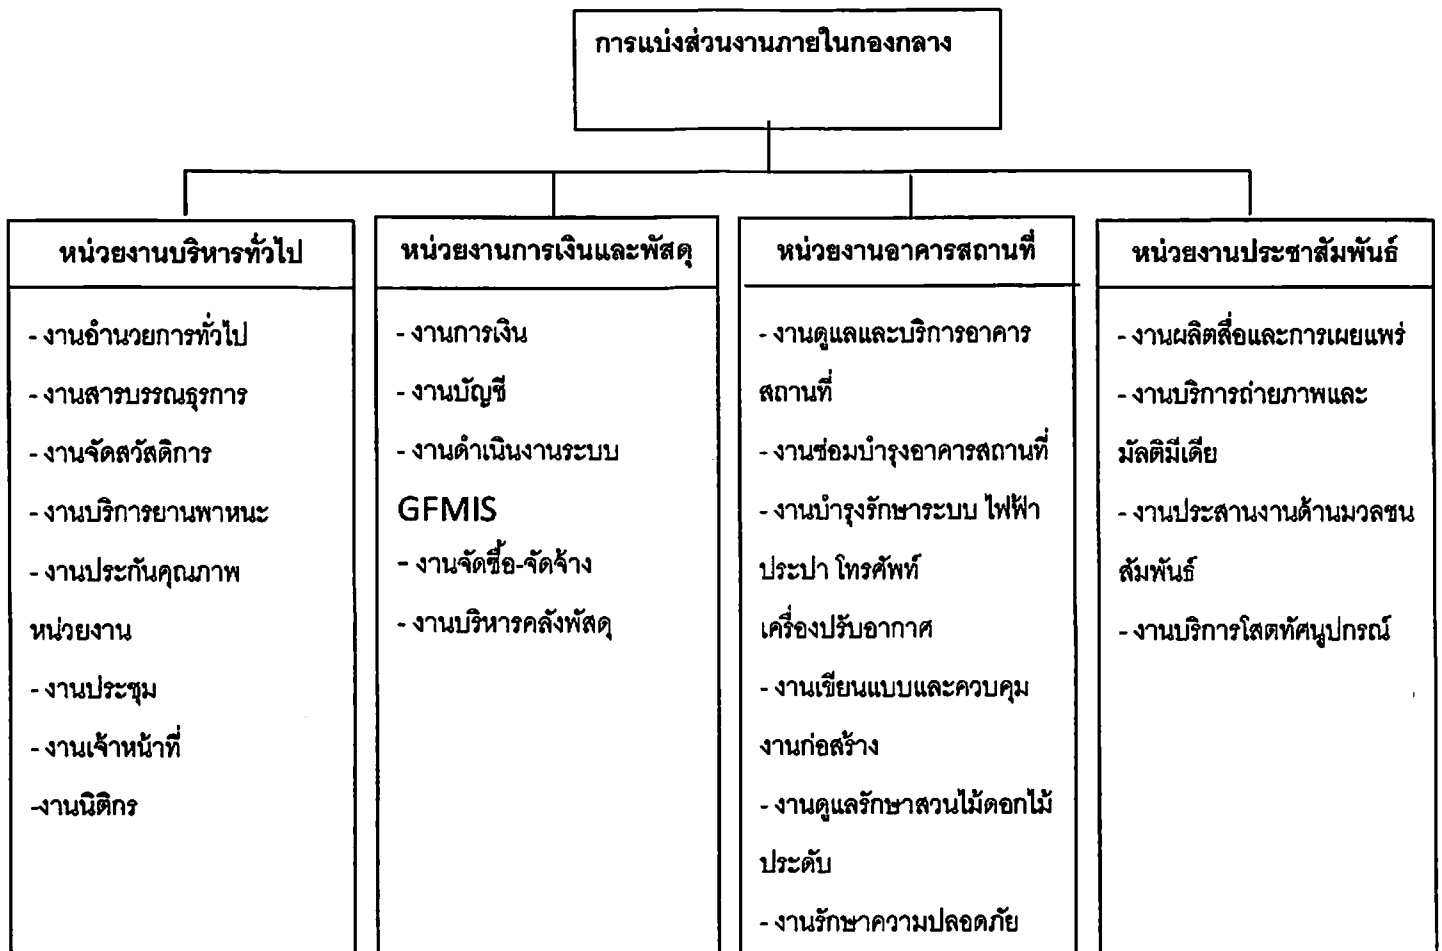 การแบ่งส่วนงานภายในกองกลาง
หน่วยงานบริหารทั่วไป
- งานอำนวยการทั่วไป
- งานสารบรรณธุรการ
- งานจัดสวัสดิการ
- งานบริการยานพาหนะ
- งานประกันคุณภาพ
หน่วยงาน
- งานประชุม
- งานเจ้าหน้าที่
-งานนิติกร
หน่วยงานการเงินและพัสดุ
- งานการเงิน
- งานบัญชี
- งานดำเนินงานระบบ
GFMIS
- งานจัดซื้อ-จัดจ้าง
- งานบริหารคลังพัสดุ
หน่วยงานอาคารสถานที่
- งานดูแลและบริการอาคาร
สถานที่
- งานซ่อมบำรุงอาคารสถานที่
- งานบำรุงรักษาระบบ ไฟฟ้า
ประปา โทรศัพท์
เครื่องปรับอากาศ
- งานเขียนแบบและควบคุม
งานก่อสร้าง
- งานดูแลรักษาสวนไม้ดอกไม้
ประดับ
- งานรักษาความปลอดภัย
หน่วยงานประชาสัมพันธ์
- งานผลิตสื่อและการเผยแพร่
- งานบริการถ่ายภาพและ
มัลติมีเดีย
- งานประสานงานด้านมวลชน
สัมพันธ์
- งานบริการโสตทัศนูปกรณ์